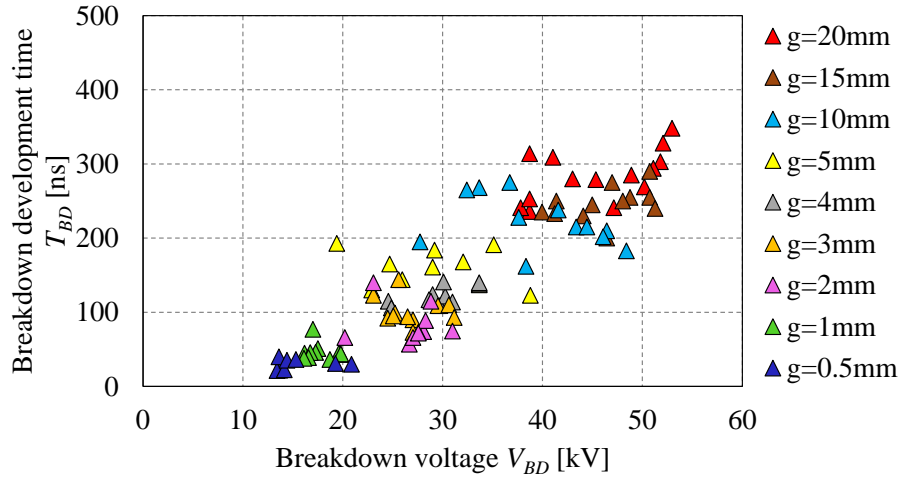 Breakdown development time
T_BD [ns]
500
400
300
200
100
0
0 10 20 30 40 50 60
Breakdown voltage V_BD [kV]
g=20mm
g=15mm
g=10mm
g=5mm
g=4mm
g=3mm
g=2mm
g=1mm
g=0.5mm